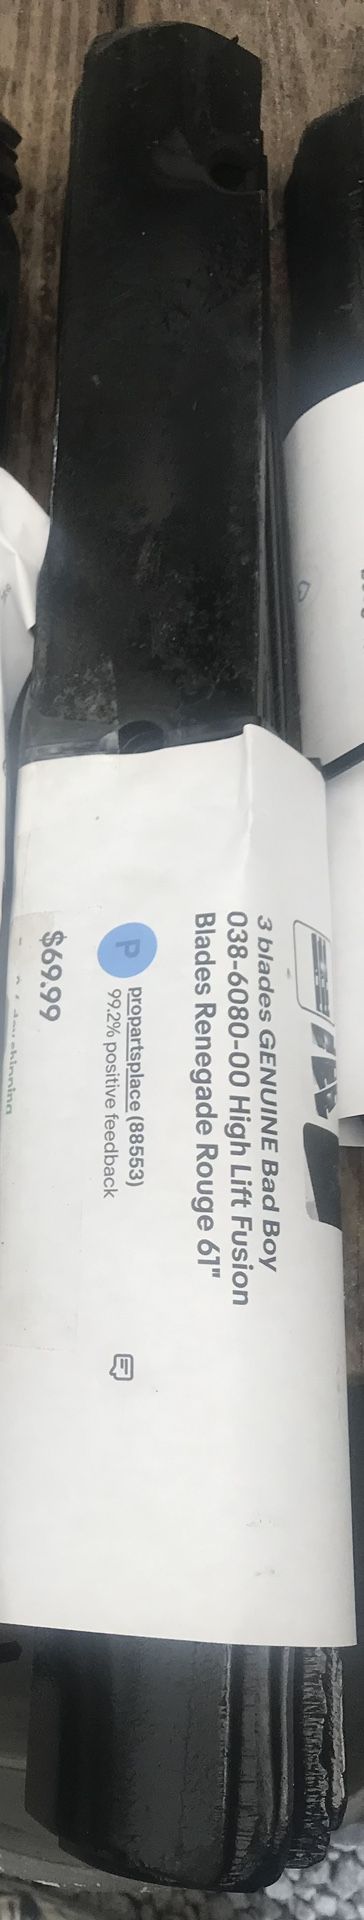 3 blades GENUINE Bad Boy
038-6080-00 High Lift Fusion
Blades Renegade Rouge 61"
P
propartsplace (88553)
99.2% positive feedback
$69.99